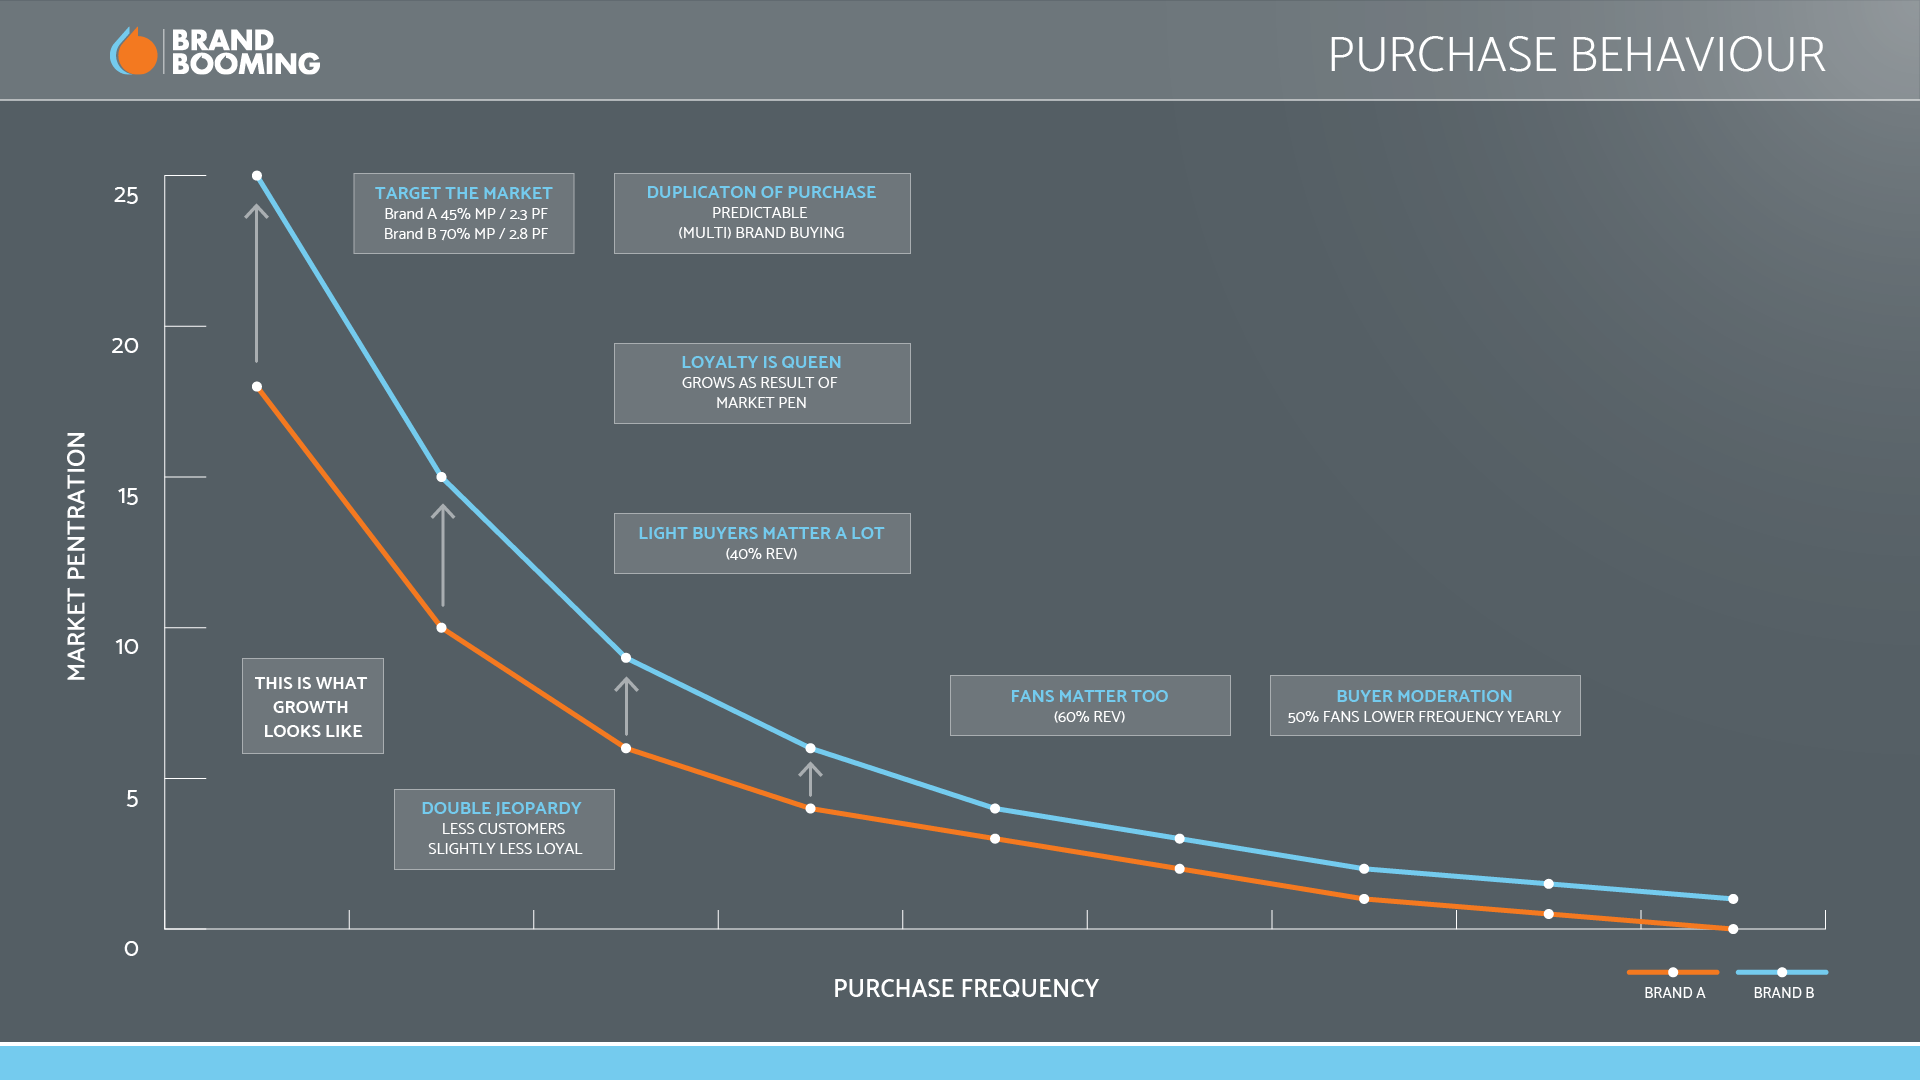 BRAND
BOOMING
PURCHASE BEHAVIOUR
25
20
15
10
5
0
MARKET PENTRATION
TARGET THE MARKET
Brand A 45% MP / 2.3 PF
Brand B 70% MP / 2.8 PF
DUPLICATON OF PURCHASE
PREDICTABLE
(MULTI) BRAND BUYING
LOYALTY IS QUEEN
GROWS AS RESULT OF
MARKET PEN
LIGHT BUYERS MATTER A LOT
(40% REV)
THIS IS WHAT
GROWTH
LOOKS LIKE
FANS MATTER TOO
(60% REV)
BUYER MODERATION
50% FANS LOWER FREQUENCY YEARLY
DOUBLE JEOPARDY
LESS CUSTOMERS
SLIGHTLY LESS LOYAL
PURCHASE FREQUENCY
BRAND A
BRAND B